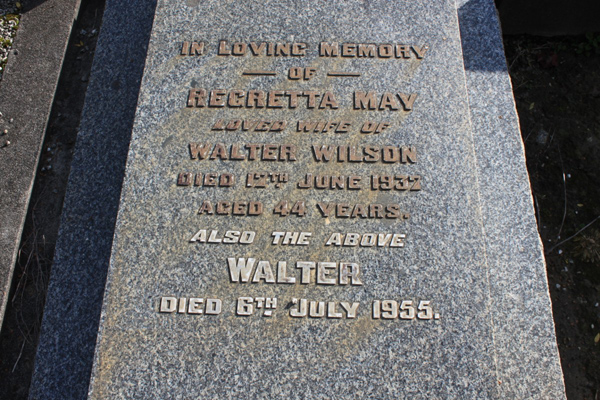 IN LOVING MEMORY
— OF —
REGRETTA MAY
LOVED WIFE OF
WALTER WILSON
DIED 12TH JUNE 1932
AGED 44 YEARS.
ALSO THE ABOVE
WALTER
DIED 6TH JULY 1955.